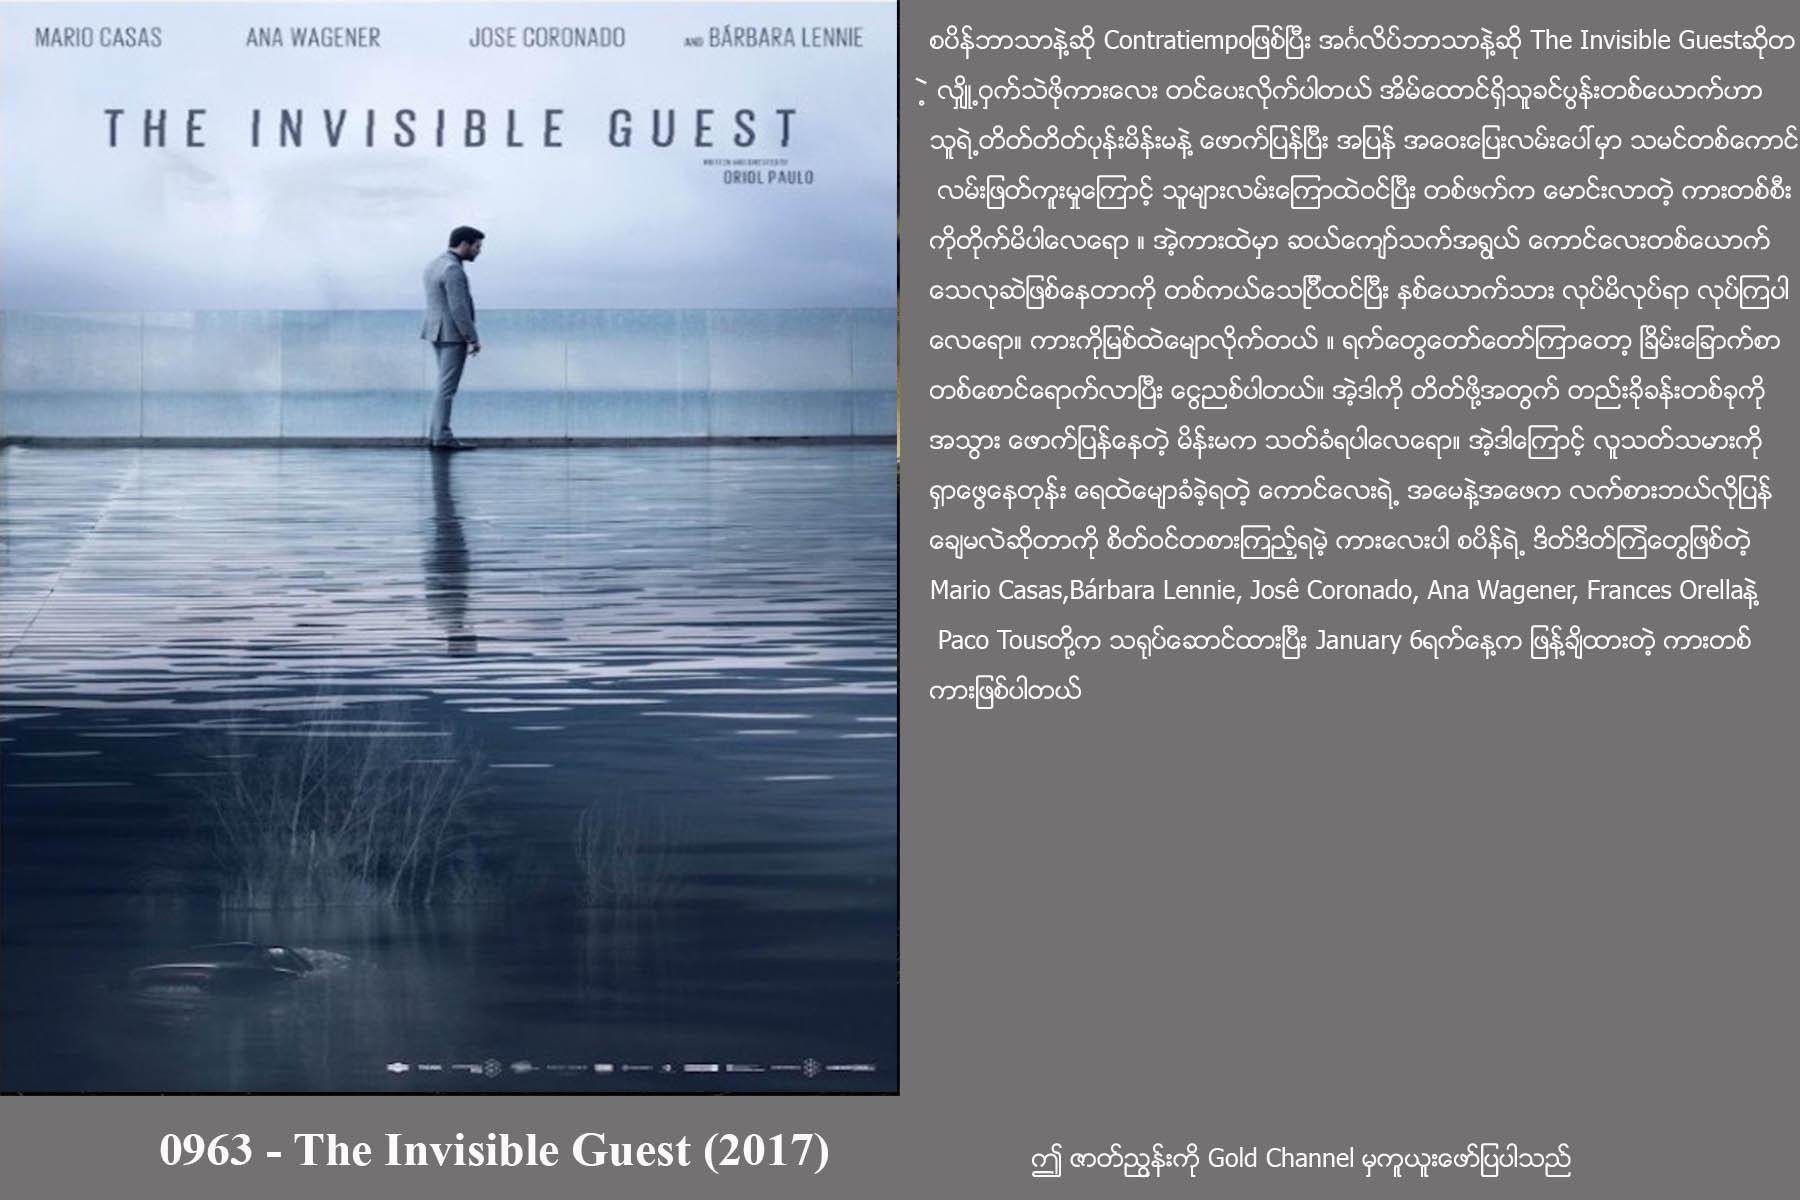 MARIO CASAS ANA WAGENER JOSE CORONADO AND BÁRBARA LENNIE
THE INVISIBLE GUEST
WRITTEN AND DIRECTED BY
ORIOL PAULO
စပိန်ဘာသာနဲ့ဆို Contratiempoဖြစ်ပြီး အင်္ဂလိပ်ဘာသာနဲ့ဆို The Invisible Guestဆိုတ
ဲ့ လျှို့ဝှက်သဲဖိုကားလေး တင်ပေးလိုက်ပါတယ် အိမ်ထောင်ရှိသူခင်ပွန်းတစ်ယောက်ဟာ
သူရဲ့တိတ်တိတ်ပုန်းမိန်းမနဲ့ ဖောက်ပြန်ပြီး အပြန် အဝေးပြေးလမ်းပေါ်မှာ သမင်တစ်ကောင်
လမ်းဖြတ်ကူးမှုကြောင့် သူများလမ်းကြောထဲဝင်ပြီး တစ်ဖက်က မောင်းလာတဲ့ ကားတစ်စီး
ကိုတိုက်မိပါလေရော ။ အဲ့ကားထဲမှာ ဆယ်ကျော်သက်အရွယ် ကောင်လေးတစ်ယောက်
သေလုဆဲဖြစ်နေတာကို တစ်ကယ်သေပြီထင်ပြီး နှစ်ယောက်သား လုပ်မိလုပ်ရာ လုပ်ကြပါ
လေရော။ ကားကိုမြစ်ထဲမျောလိုက်တယ် ။ ရက်တွေတော်တော်ကြာတော့ ခြိမ်းခြောက်စာ
တစ်စောင်ရောက်လာပြီး ငွေညစ်ပါတယ်။ အဲ့ဒါကို တိတ်ဖို့အတွက် တည်းခိုခန်းတစ်ခုကို
အသွား ဖောက်ပြန်နေတဲ့ မိန်းမက သတ်ခံရပါလေရော။ အဲ့ဒါကြောင့် လူသတ်သမားကို
ရှာဖွေနေတုန်း ရေထဲမျောခံခဲ့ရတဲ့ ကောင်လေးရဲ့ အမေနဲ့အဖေက လက်စားဘယ်လိုပြန်
ချေမလဲဆိုတာကို စိတ်ဝင်တစားကြည့်ရမဲ့ ကားလေးပါ စပိန်ရဲ့ ဒိတ်ဒိတ်ကြဲတွေဖြစ်တဲ့
Mario Casas,Bárbara Lennie, Josê Coronado, Ana Wagener, Frances Orellaနဲ့
Paco Tousတို့က သရုပ်ဆောင်ထားပြီး January 6ရက်နေ့က ဖြန့်ချိထားတဲ့ ကားတစ်
ကားဖြစ်ပါတယ်
0963 - The Invisible Guest (2017)
ဤ ဇာတ်ညွှန်းကို Gold Channel မှကူယူးဖော်ပြပါသည်